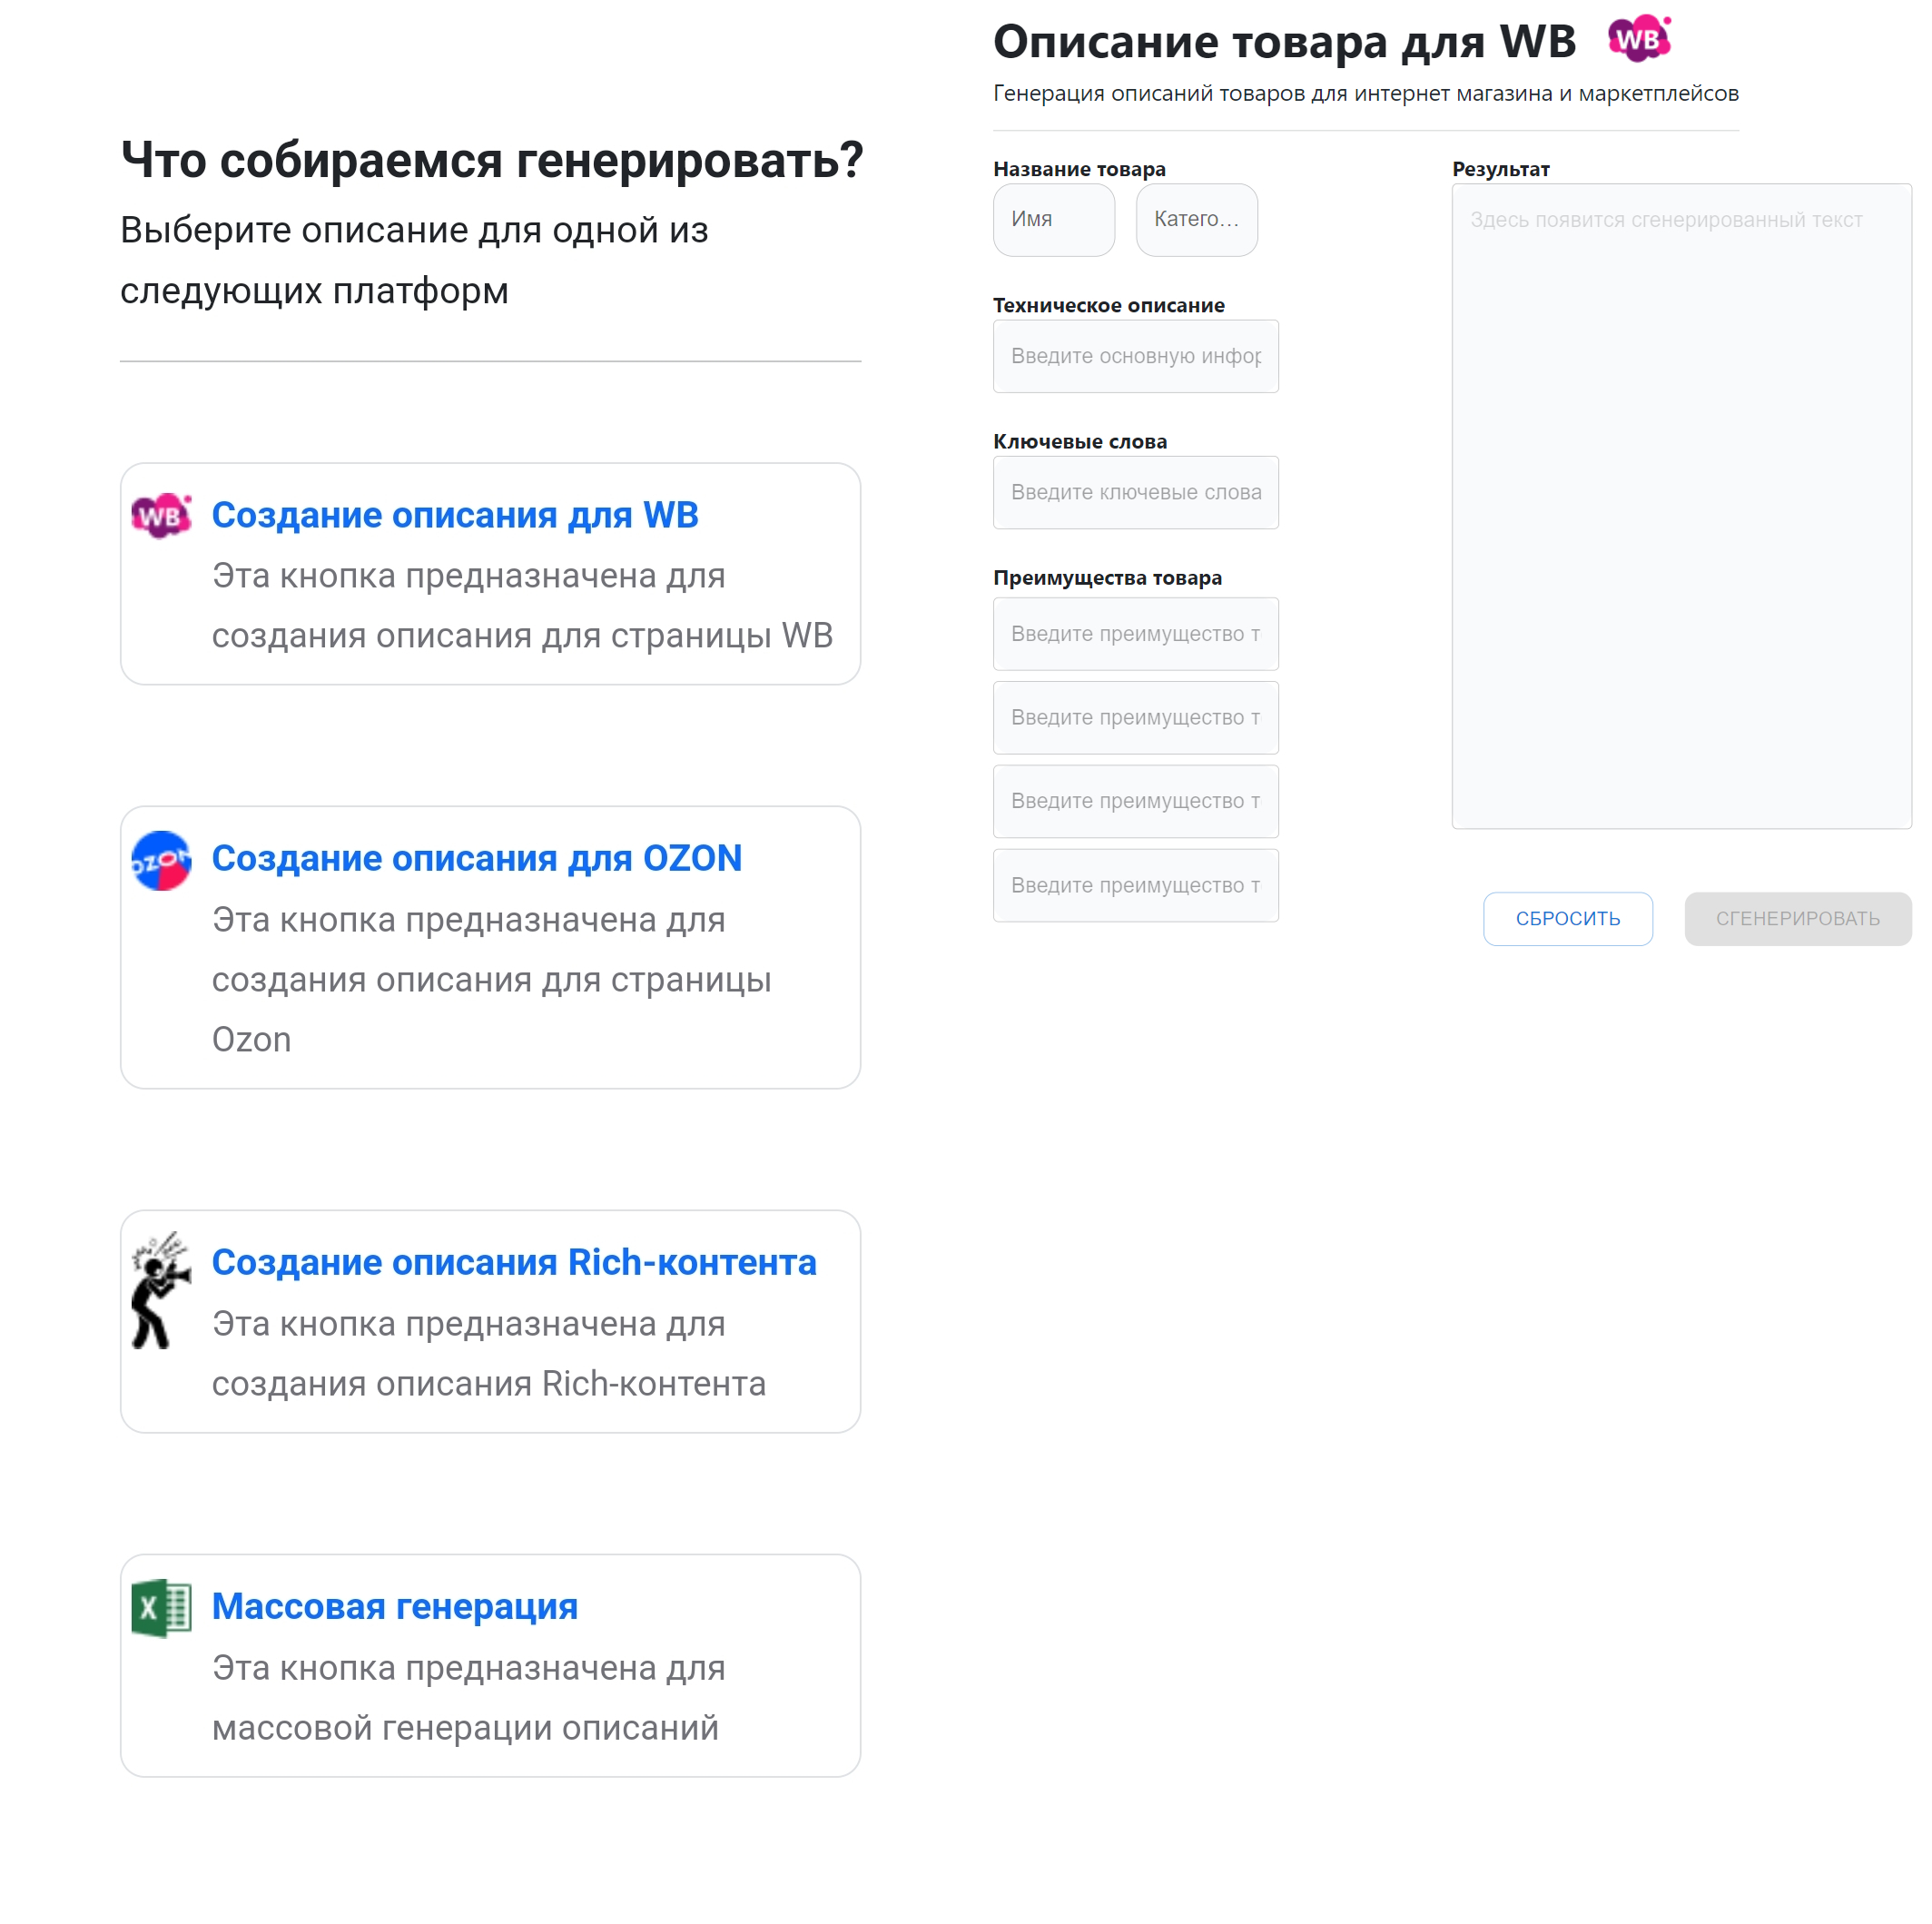 Что собираемся генерировать?
Выберите описание для одной из
следующих платформ
WB
Создание описания для WB
Эта кнопка предназначена для
создания описания для страницы WB
OZON
Создание описания для OZON
Эта кнопка предназначена для
создания описания для страницы
Ozon
Создание описания Rich-контента
Эта кнопка предназначена для
создания описания Rich-контента
X
Массовая генерация
Эта кнопка предназначена для
массовой генерации описаний
Описание товара для WB WB
Генерация описаний товаров для интернет магазина и маркетплейсов
Название товара
Имя
Катего...
Техническое описание
Введите основную инфор
Ключевые слова
Введите ключевые слова
Преимущества товара
Введите преимущество т
Введите преимущество т
Введите преимущество т
Введите преимущество т
Результат
Здесь появится сгенерированный текст
СБРОСИТЬ
СГЕНЕРИРОВАТЬ